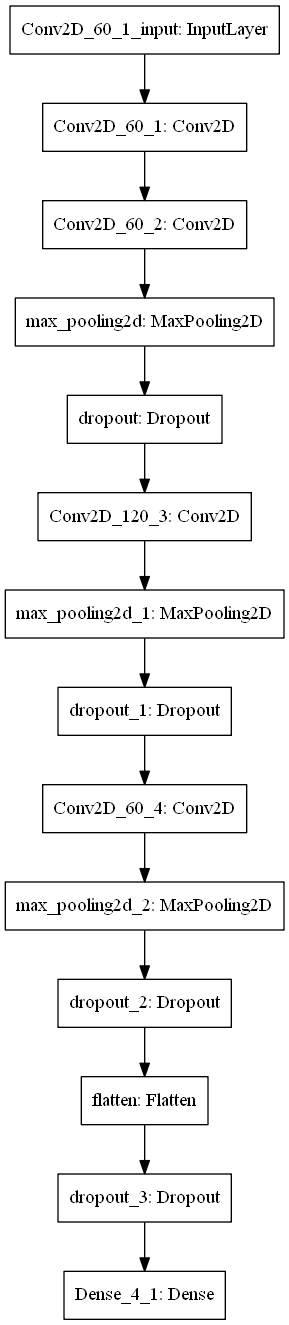 Conv2D_60_1_input: InputLayer
Conv2D_60_1: Conv2D
Conv2D_60_2: Conv2D
max_pooling2d: MaxPooling2D
dropout: Dropout
Conv2D_120_3: Conv2D
max_pooling2d_1: MaxPooling2D
dropout_1: Dropout
Conv2D_60_4: Conv2D
max_pooling2d_2: MaxPooling2D
dropout_2: Dropout
flatten: Flatten
dropout_3: Dropout
Dense_4_1: Dense